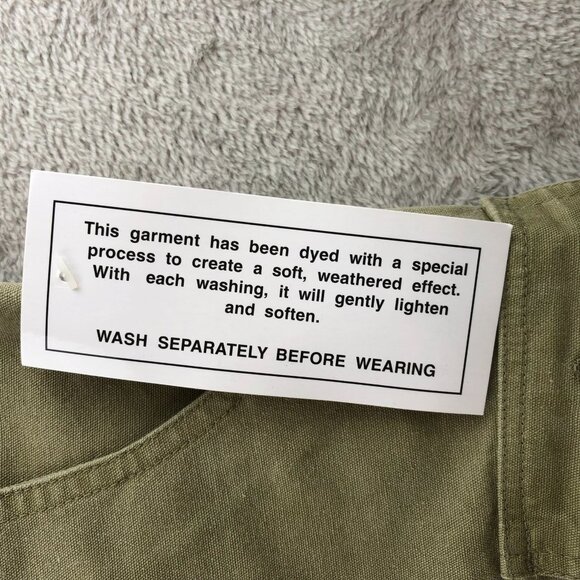 This garment has been dyed with a special
process to create a soft, weathered effect.
With each washing, it will gently lighten
and soften.
WASH SEPARATELY BEFORE WEARING